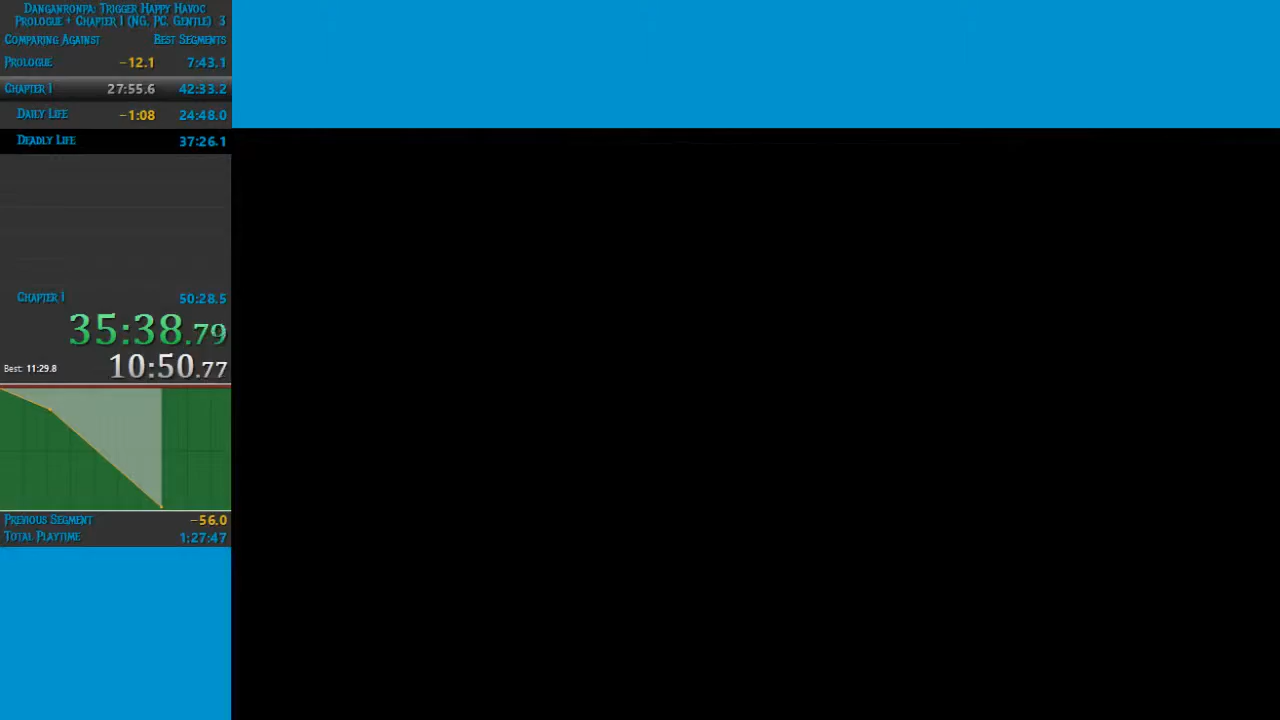 Danganronpa: Trigger Happy Havoc
Prologue + Chapter 1 (NG, PC, Gentle) 3
Comparing Against Best Segments
Prologue −12.1 7:43.1
Chapter 1 27:55.6 42:33.2
Daily Life −1:08 24:48.0
Deadly Life 37:26.1
Chapter 1 50:28.5
35:38.79
Best: 11:29.8 10:50.77
Previous Segment −56.0
Total Playtime 1:27:47